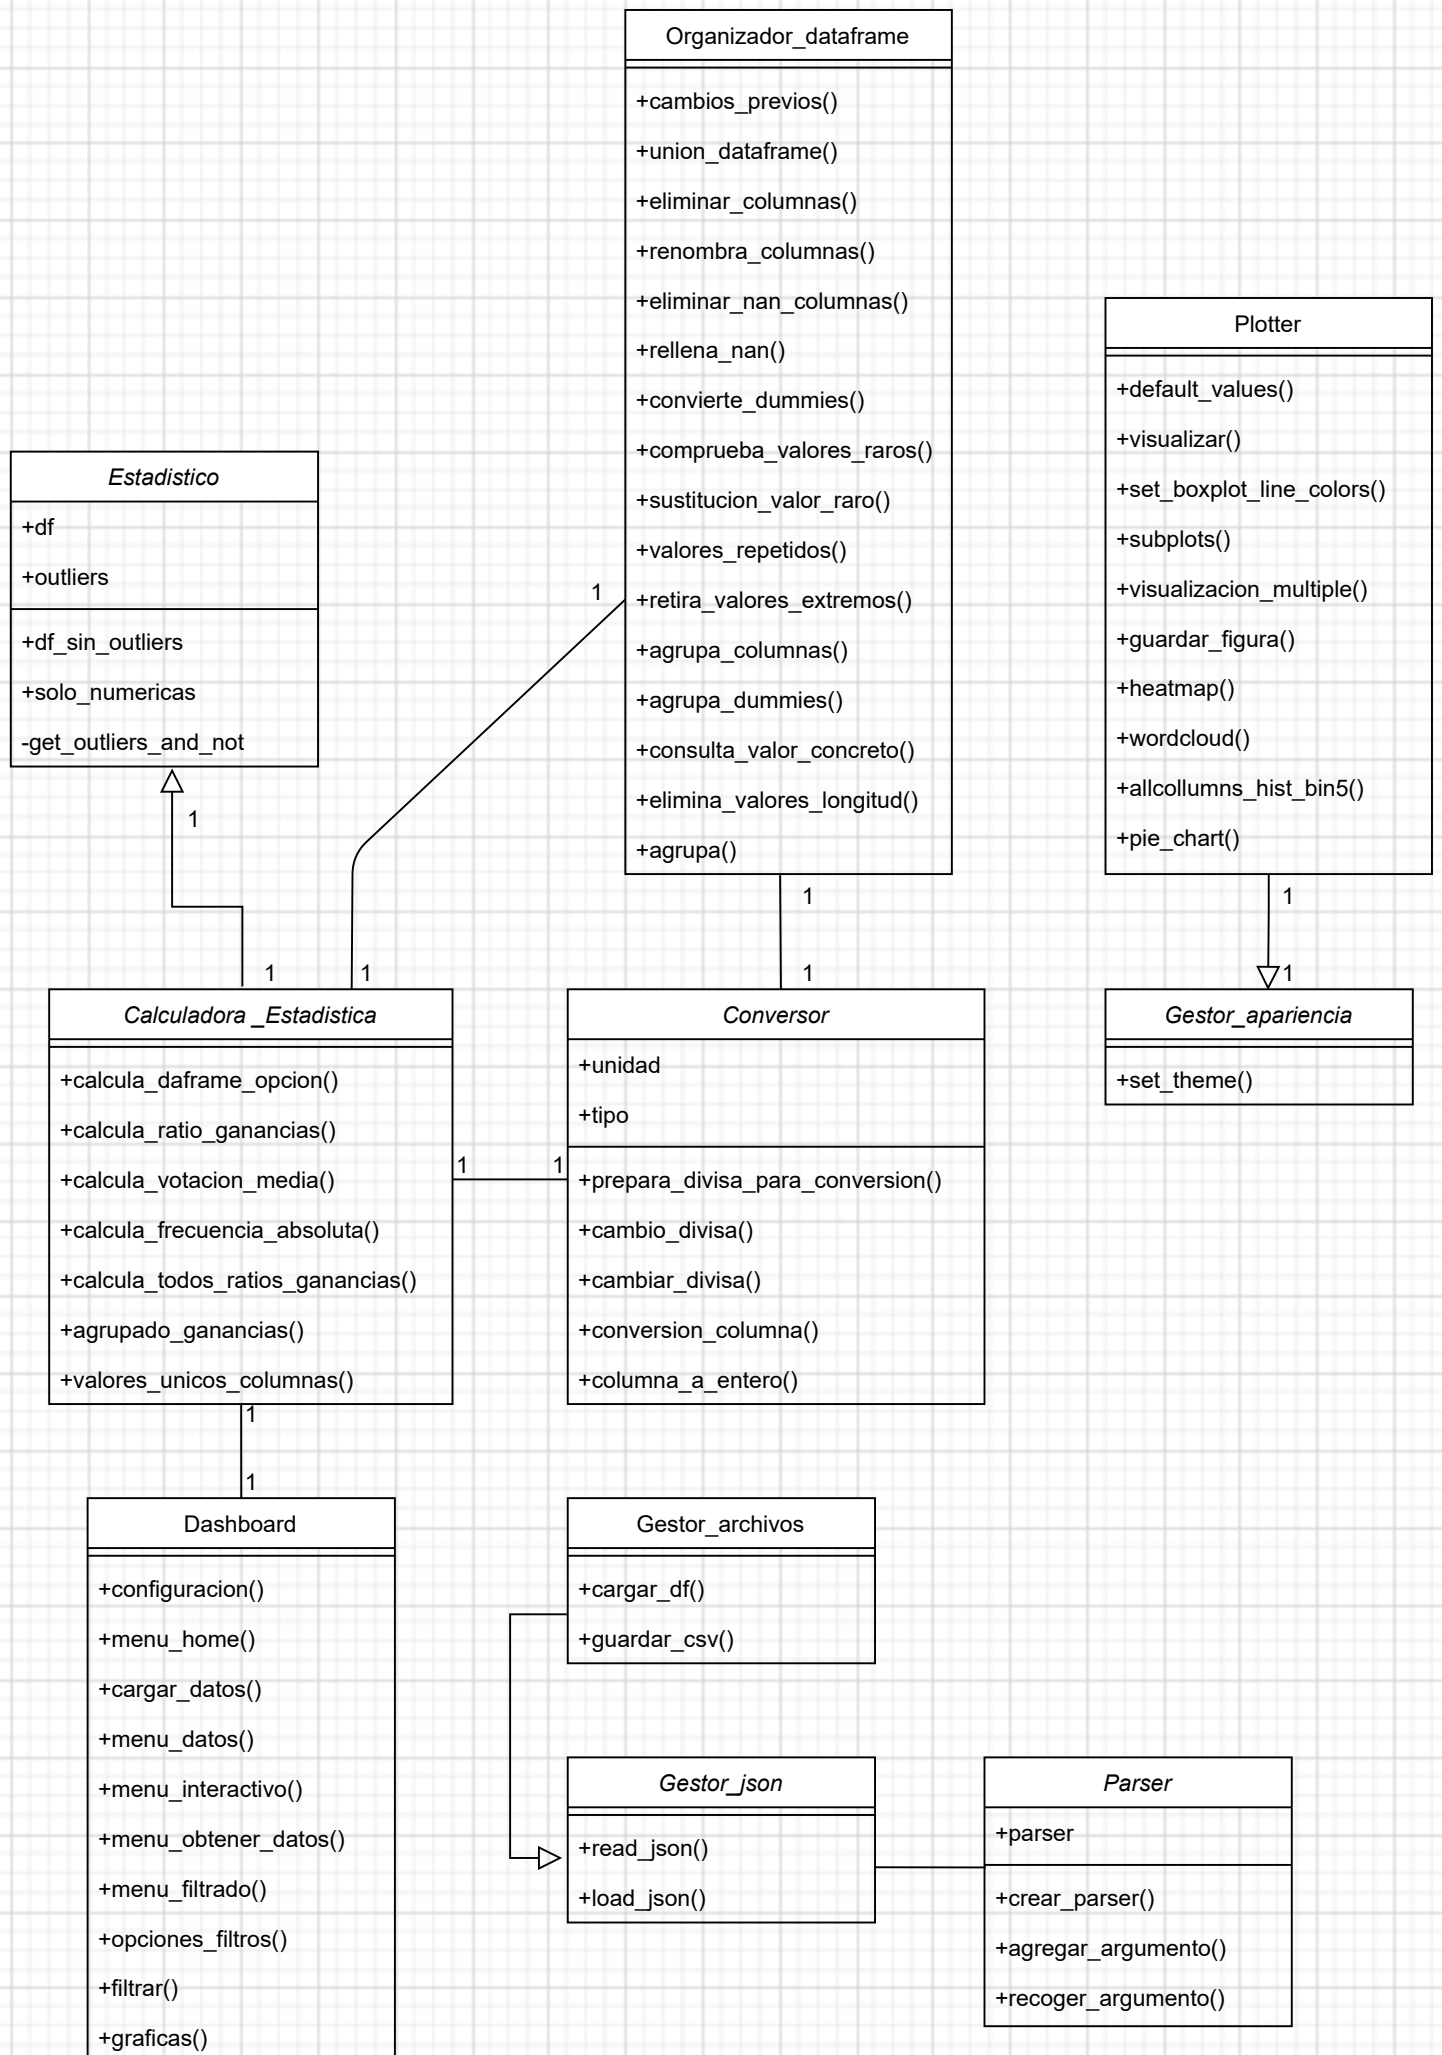 Organizador_dataframe
+cambios_previos()
+union_dataframe()
+eliminar_columnas()
+renombra_columnas()
+eliminar_nan_columnas()
+rellena_nan()
+convierte_dummies()
+comprueba_valores_raros()
+sustitucion_valor_raro()
+valores_repetidos()
+retira_valores_extremos()
+agrupa_columnas()
+agrupa_dummies()
+consulta_valor_concreto()
+elimina_valores_longitud()
+agrupa()
Plotter
+default_values()
+visualizar()
+set_boxplot_line_colors()
+subplots()
+visualizacion_multiple()
+guardar_figura()
+heatmap()
+wordcloud()
+allcollumns_hist_bin5()
+pie_chart()
Estadistico
+df
+outliers
+df_sin_outliers
+solo_numericas
-get_outliers_and_not
1
1
1
1
1
1
1
1
Calculadora _Estadistica
+calcula_daframe_opcion()
+calcula_ratio_ganancias()
+calcula_votacion_media()
+calcula_frecuencia_absoluta()
+calcula_todos_ratios_ganancias()
+agrupado_ganancias()
+valores_unicos_columnas()
1
1
Conversor
+unidad
+tipo
+prepara_divisa_para_conversion()
+cambio_divisa()
+cambiar_divisa()
+conversion_columna()
+columna_a_entero()
Gestor_apariencia
+set_theme()
1
1
Dashboard
+configuracion()
+menu_home()
+cargar_datos()
+menu_datos()
+menu_interactivo()
+menu_obtener_datos()
+menu_filtrado()
+opciones_filtros()
+filtrar()
+graficas()
Gestor_archivos
+cargar_df()
+guardar_csv()
Gestor_json
+read_json()
+load_json()
Parser
+parser
+crear_parser()
+agregar_argumento()
+recoger_argumento()